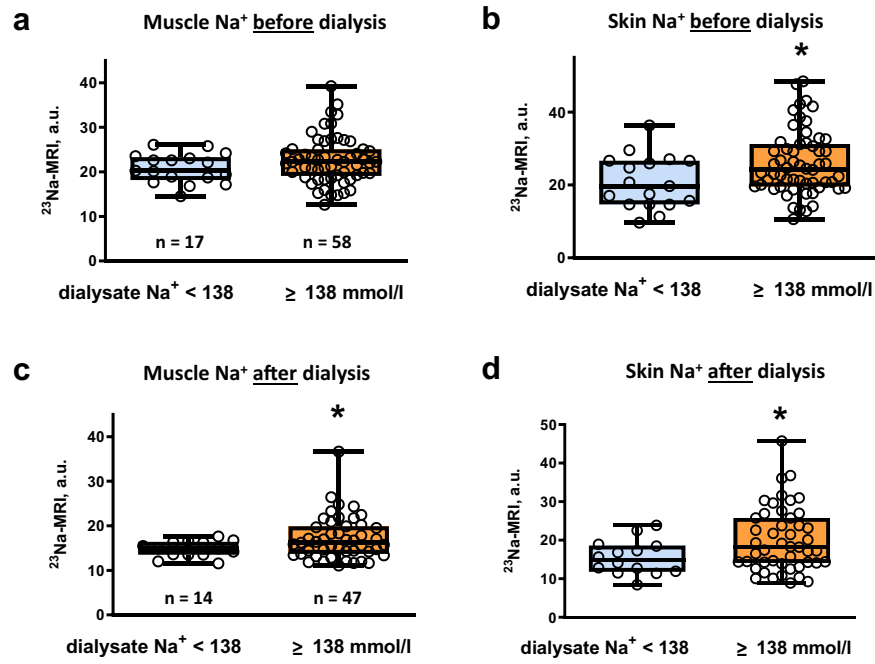 a
Muscle Na⁺ before dialysis
²³Na-MRI, a.u.
40
30
20
10
0
n = 17
n = 58
dialysate Na⁺ < 138
≥ 138 mmol/l
b
Skin Na⁺ before dialysis
*
²³Na-MRI, a.u.
40
20
0
dialysate Na⁺ < 138
≥ 138 mmol/l
c
Muscle Na⁺ after dialysis
*
²³Na-MRI, a.u.
40
30
20
10
0
n = 14
n = 47
dialysate Na⁺ < 138
≥ 138 mmol/l
d
Skin Na⁺ after dialysis
*
²³Na-MRI, a.u.
50
40
30
20
10
0
dialysate Na⁺ < 138
≥ 138 mmol/l